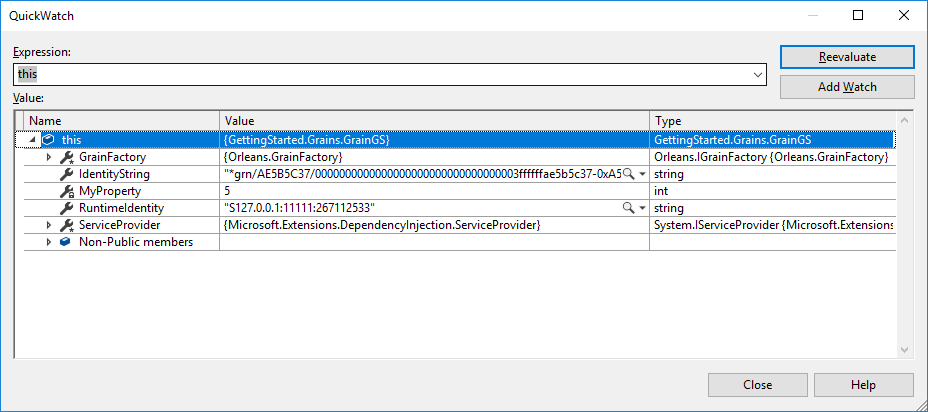 QuickWatch
Expression:
Reevaluate
this
Add Watch
Value:
Name Value Type
this {GettingStarted.Grains.GrainGS} GettingStarted.Grains.GrainGS
GrainFactory {Orleans.GrainFactory} Orleans.IGrainFactory {Orleans.GrainFactory}
IdentityString "*grn/AE5B5C37/0000000000000000000000000000000003ffffffae5b5c37-0xA5 string
MyProperty 5 int
RuntimeIdentity "S127.0.0.1:11111:267112533" string
ServiceProvider {Microsoft.Extensions.DependencyInjection.ServiceProvider} System.IServiceProvider {Microsoft.Extensions
Non-Public members
Close Help